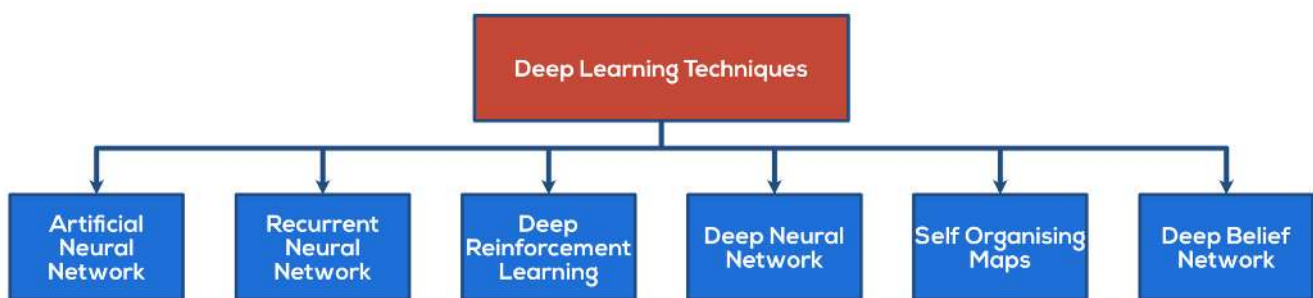 Deep Learning Techniques
Artificial
Neural
Network
Recurrent
Neural
Network
Deep
Reinforcement
Learning
Deep Neural
Network
Self Organising
Maps
Deep Belief
Network